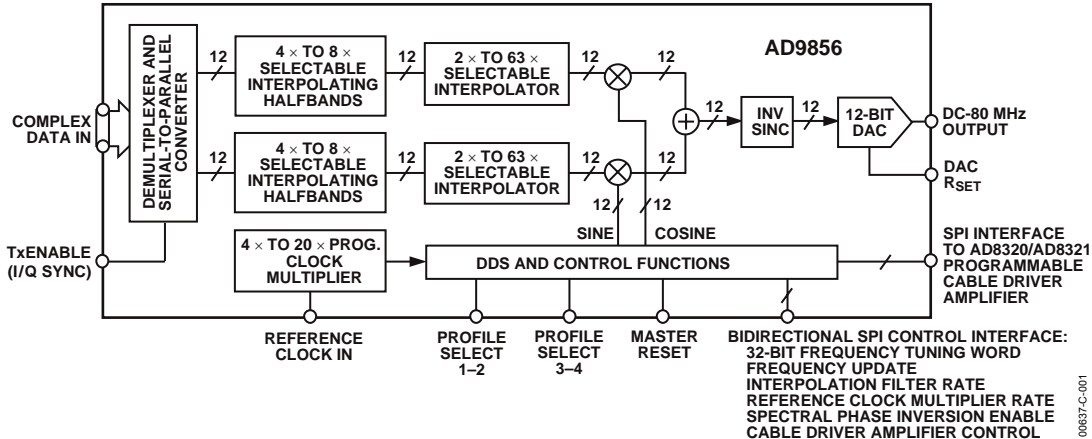 AD9856
COMPLEX
DATA IN
DEMULTIPLEXER AND
SERIAL-TO-PARALLEL
CONVERTER
12
4 × TO 8 ×
SELECTABLE
INTERPOLATING
HALFBANDS
12
2 × TO 63 ×
SELECTABLE
INTERPOLATOR
12
12
12
INV
SINC
12
12-BIT
DAC
DC-80 MHz
OUTPUT
DAC
RSET
12
4 × TO 8 ×
SELECTABLE
INTERPOLATING
HALFBANDS
12
2 × TO 63 ×
SELECTABLE
INTERPOLATOR
12
12
12
12
SINE
COSINE
TxENABLE
(I/Q SYNC)
4 × TO 20 × PROG.
CLOCK
MULTIPLIER
DDS AND CONTROL FUNCTIONS
SPI INTERFACE
TO AD8320/AD8321
PROGRAMMABLE
CABLE DRIVER
AMPLIFIER
REFERENCE
CLOCK IN
PROFILE
SELECT
1–2
PROFILE
SELECT
3–4
MASTER
RESET
BIDIRECTIONAL SPI CONTROL INTERFACE:
32-BIT FREQUENCY TUNING WORD
FREQUENCY UPDATE
INTERPOLATION FILTER RATE
REFERENCE CLOCK MULTIPLIER RATE
SPECTRAL PHASE INVERSION ENABLE
CABLE DRIVER AMPLIFIER CONTROL
00637-C-001